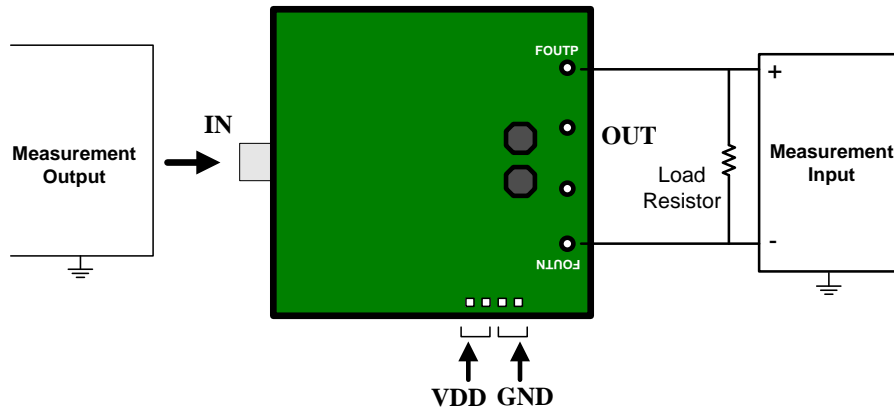 FOUTP
+
IN
OUT
Measurement
Output
Load
Resistor
Measurement
Input
-
FOUTN
VDD
GND